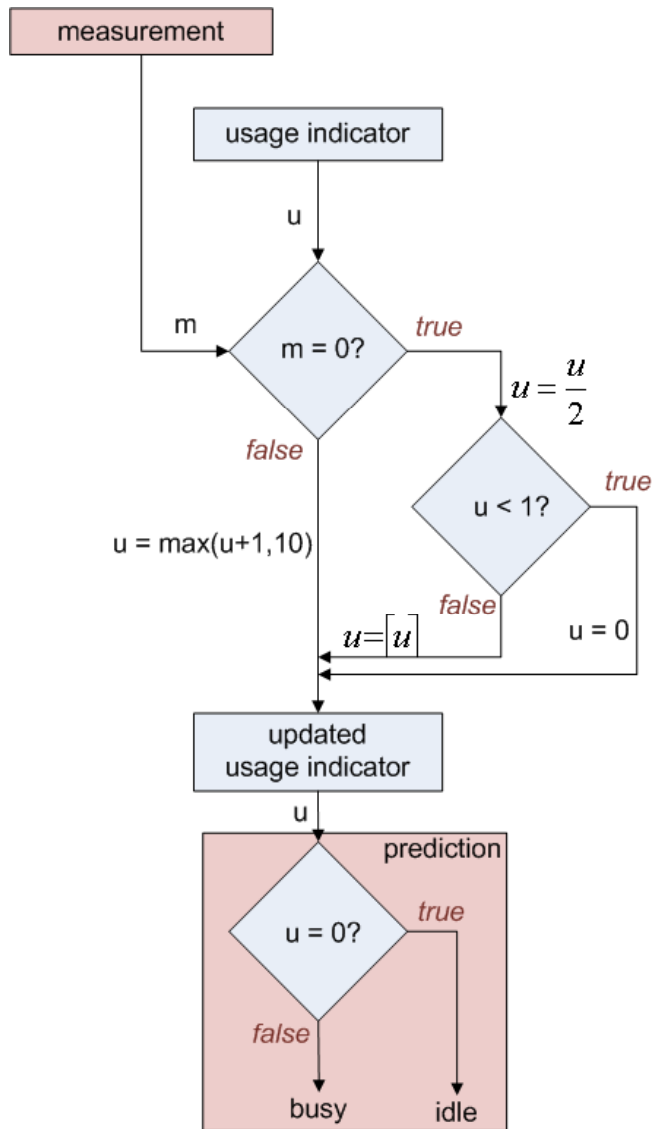 measurement
usage indicator
u
m
m = 0?
true
u = u/2
false
u < 1?
true
u = max(u+1,10)
false
u = 0
u=⌈u⌉
updated
usage indicator
u
prediction
u = 0?
true
false
busy
idle